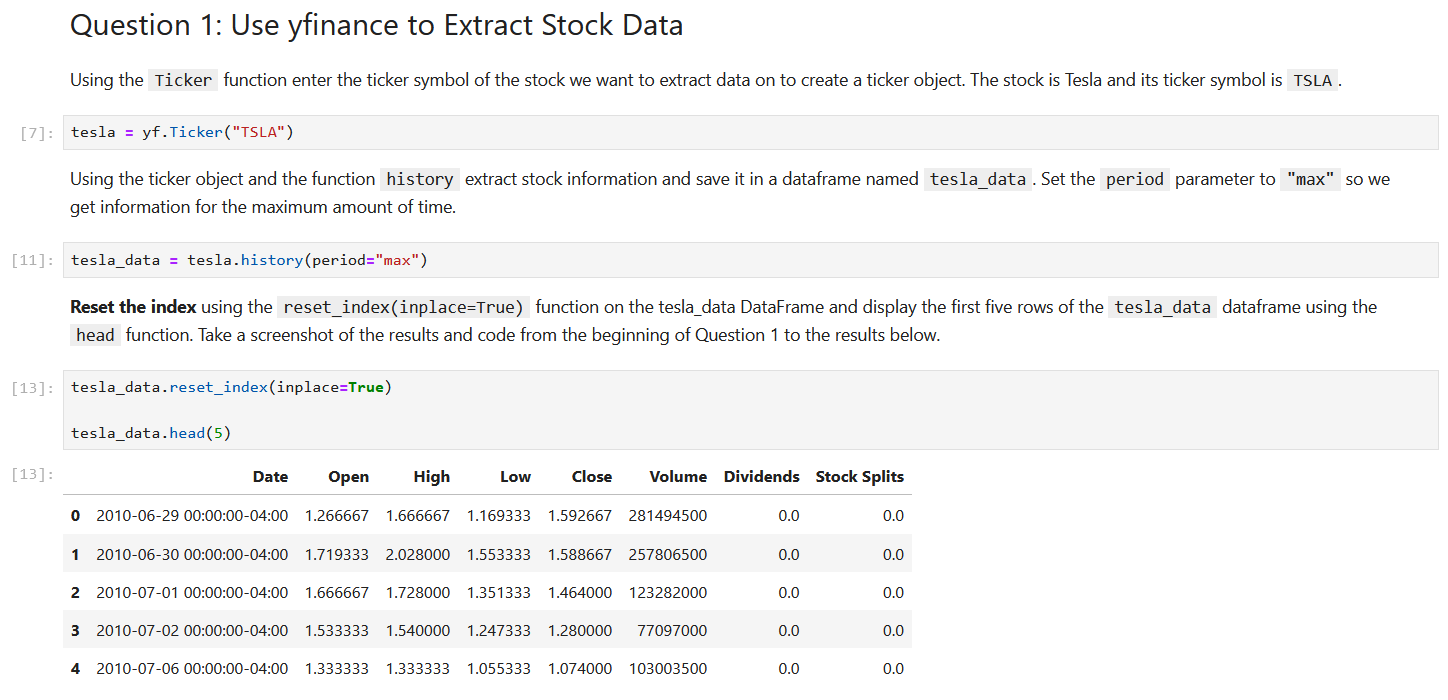 Question 1: Use yfinance to Extract Stock Data
Using the Ticker function enter the ticker symbol of the stock we want to extract data on to create a ticker object. The stock is Tesla and its ticker symbol is TSLA.
[7]: tesla = yf.Ticker("TSLA")
Using the ticker object and the function history extract stock information and save it in a dataframe named tesla_data. Set the period parameter to "max" so we
get information for the maximum amount of time.
[11]: tesla_data = tesla.history(period="max")
Reset the index using the reset_index(inplace=True) function on the tesla_data DataFrame and display the first five rows of the tesla_data dataframe using the
head function. Take a screenshot of the results and code from the beginning of Question 1 to the results below.
[13]: tesla_data.reset_index(inplace=True)
tesla_data.head(5)
[13]: Date Open High Low Close Volume Dividends Stock Splits
0 2010-06-29 00:00:00-04:00 1.266667 1.666667 1.169333 1.592667 281494500 0.0 0.0
1 2010-06-30 00:00:00-04:00 1.719333 2.028000 1.553333 1.588667 257806500 0.0 0.0
2 2010-07-01 00:00:00-04:00 1.666667 1.728000 1.351333 1.464000 123282000 0.0 0.0
3 2010-07-02 00:00:00-04:00 1.533333 1.540000 1.247333 1.280000 77097000 0.0 0.0
4 2010-07-06 00:00:00-04:00 1.333333 1.333333 1.055333 1.074000 103003500 0.0 0.0